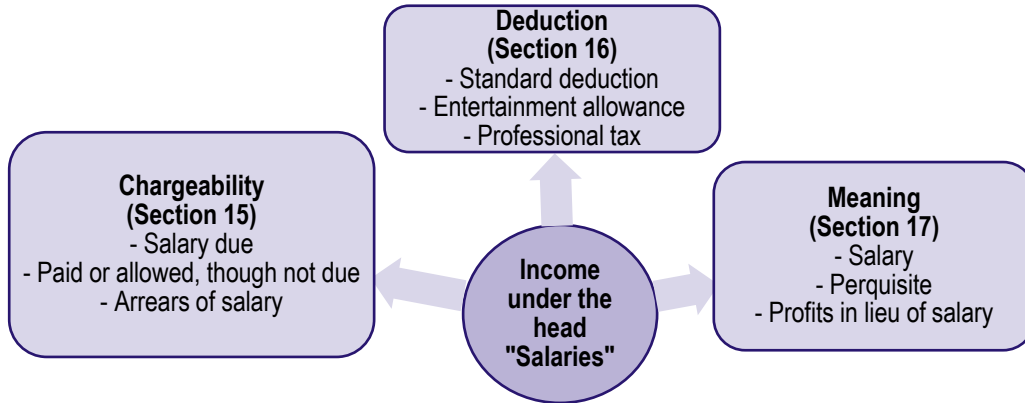 Deduction
(Section 16)
- Standard deduction
- Entertainment allowance
- Professional tax
Chargeability
(Section 15)
- Salary due
- Paid or allowed, though not due
- Arrears of salary
Meaning
(Section 17)
- Salary
- Perquisite
- Profits in lieu of salary
Income
under the
head
"Salaries"